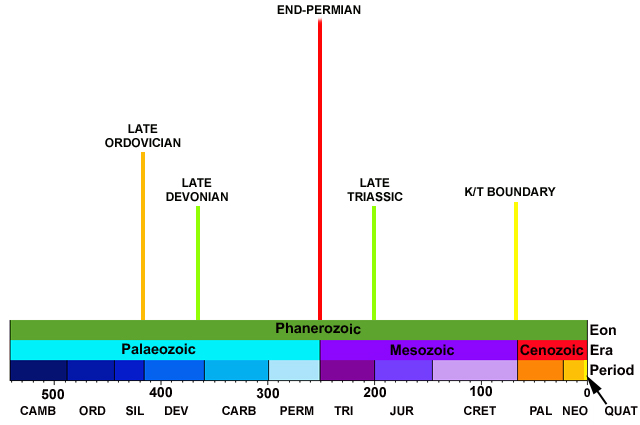 END-PERMIAN
LATE
ORDOVICIAN
LATE
DEVONIAN
LATE
TRIASSIC
K/T BOUNDARY
Phanerozoic Eon
Palaeozoic Mesozoic Cenozoic Era
Period
500 400 300 200 100 0
CAMB ORD SIL DEV CARB PERM TRI JUR CRET PAL NEO QUAT